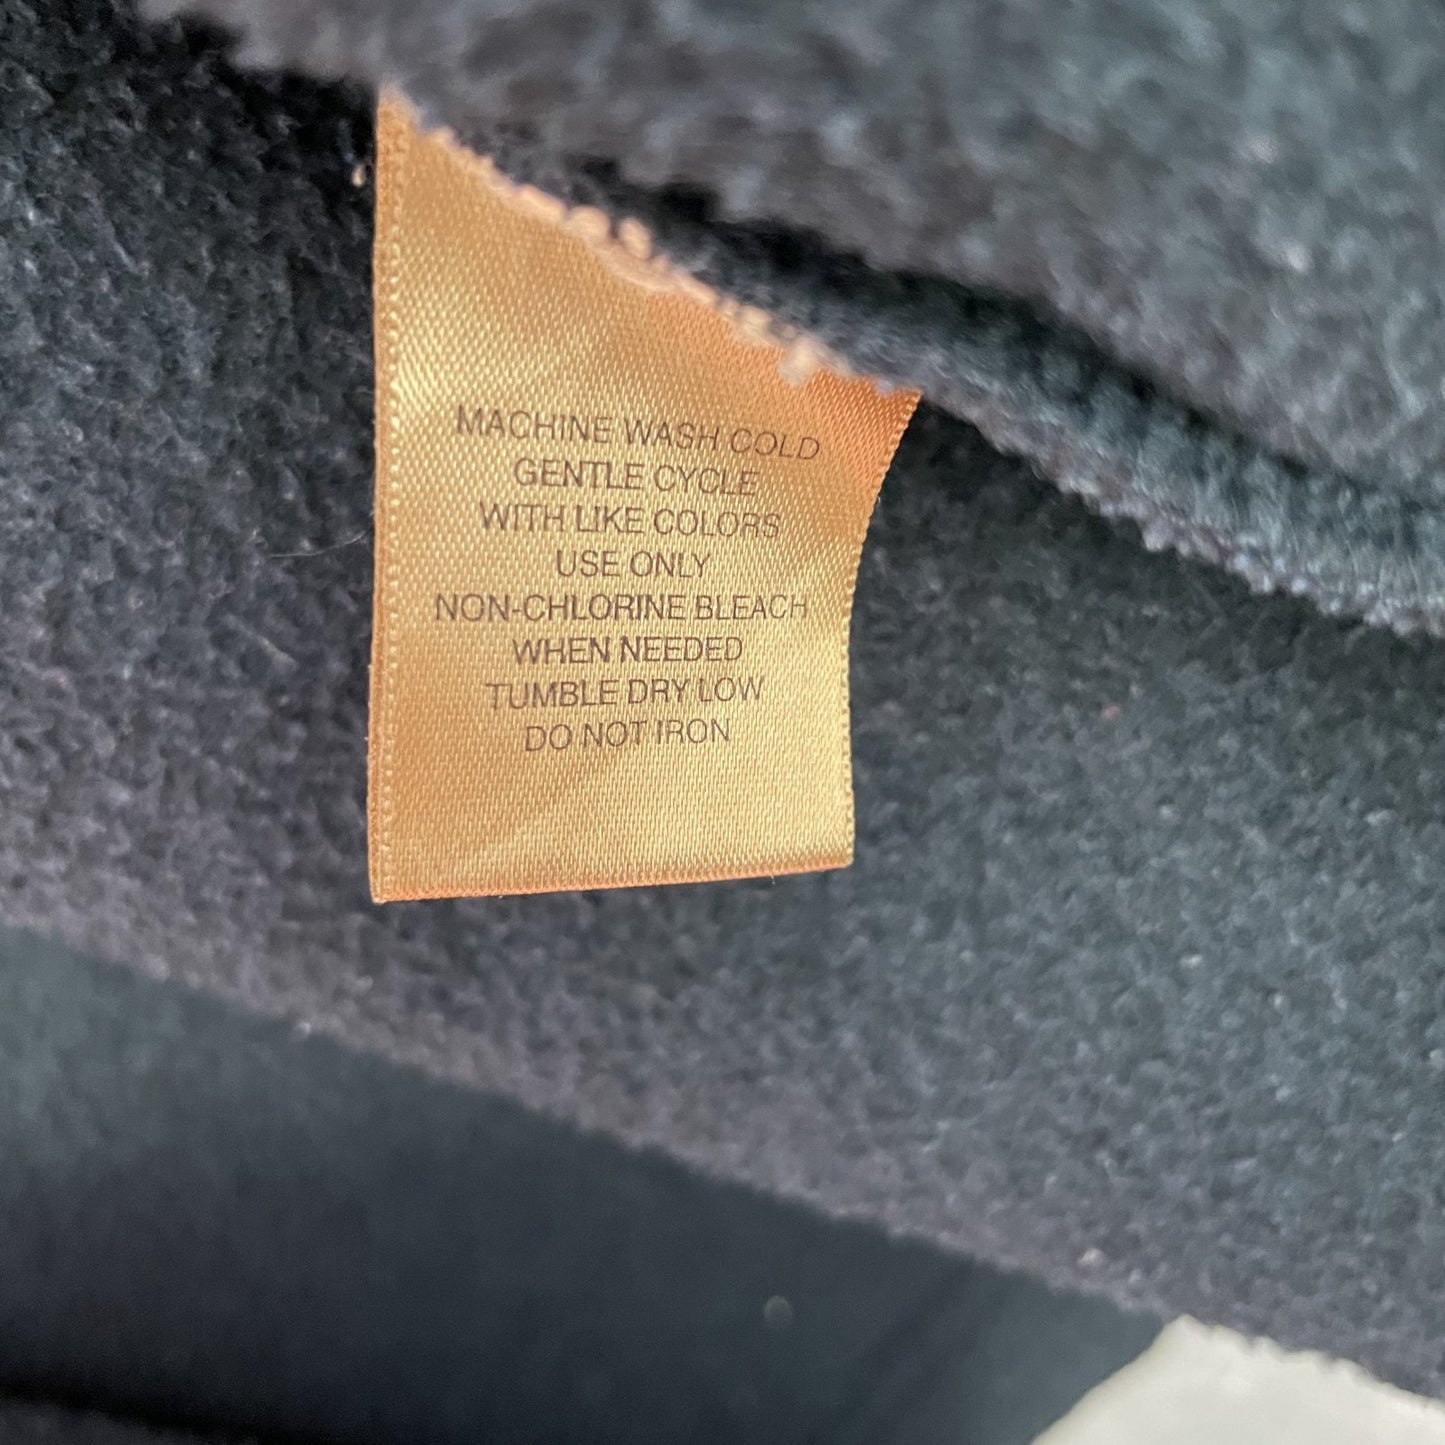 MACHINE WASH COLD
GENTLE CYCLE
WITH LIKE COLORS
USE ONLY
NON-CHLORINE BLEACH
WHEN NEEDED
TUMBLE DRY LOW
DO NOT IRON